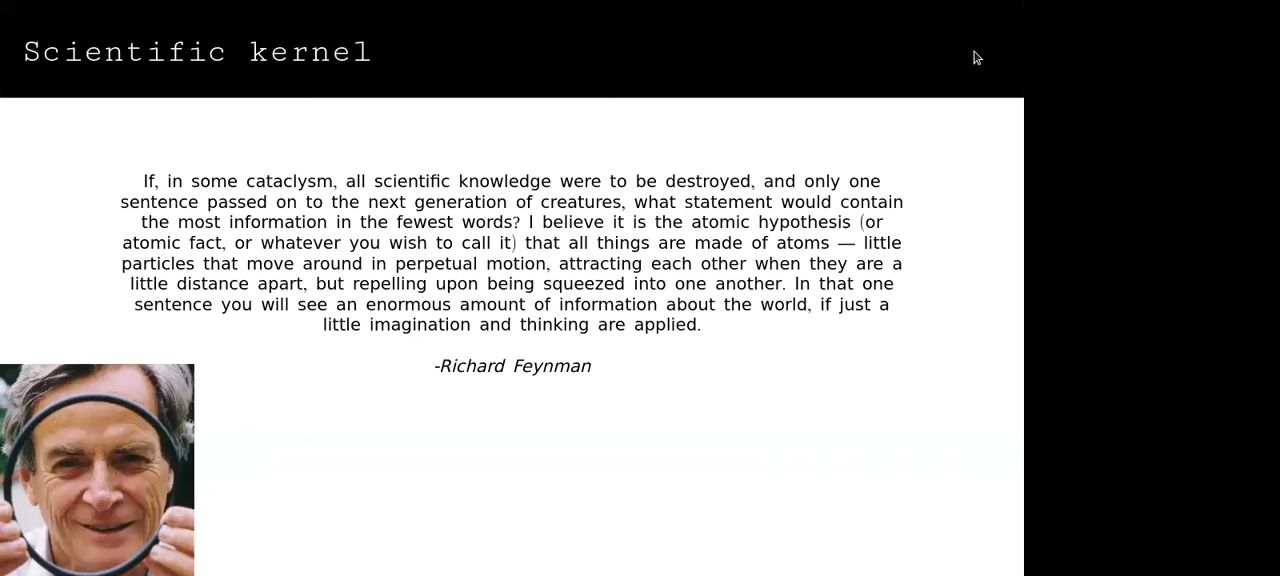 Scientific kernel
If, in some cataclysm, all scientific knowledge were to be destroyed, and only one
sentence passed on to the next generation of creatures, what statement would contain
the most information in the fewest words? I believe it is the atomic hypothesis (or
atomic fact, or whatever you wish to call it) that all things are made of atoms — little
particles that move around in perpetual motion, attracting each other when they are a
little distance apart, but repelling upon being squeezed into one another. In that one
sentence you will see an enormous amount of information about the world, if just a
little imagination and thinking are applied.
-Richard Feynman